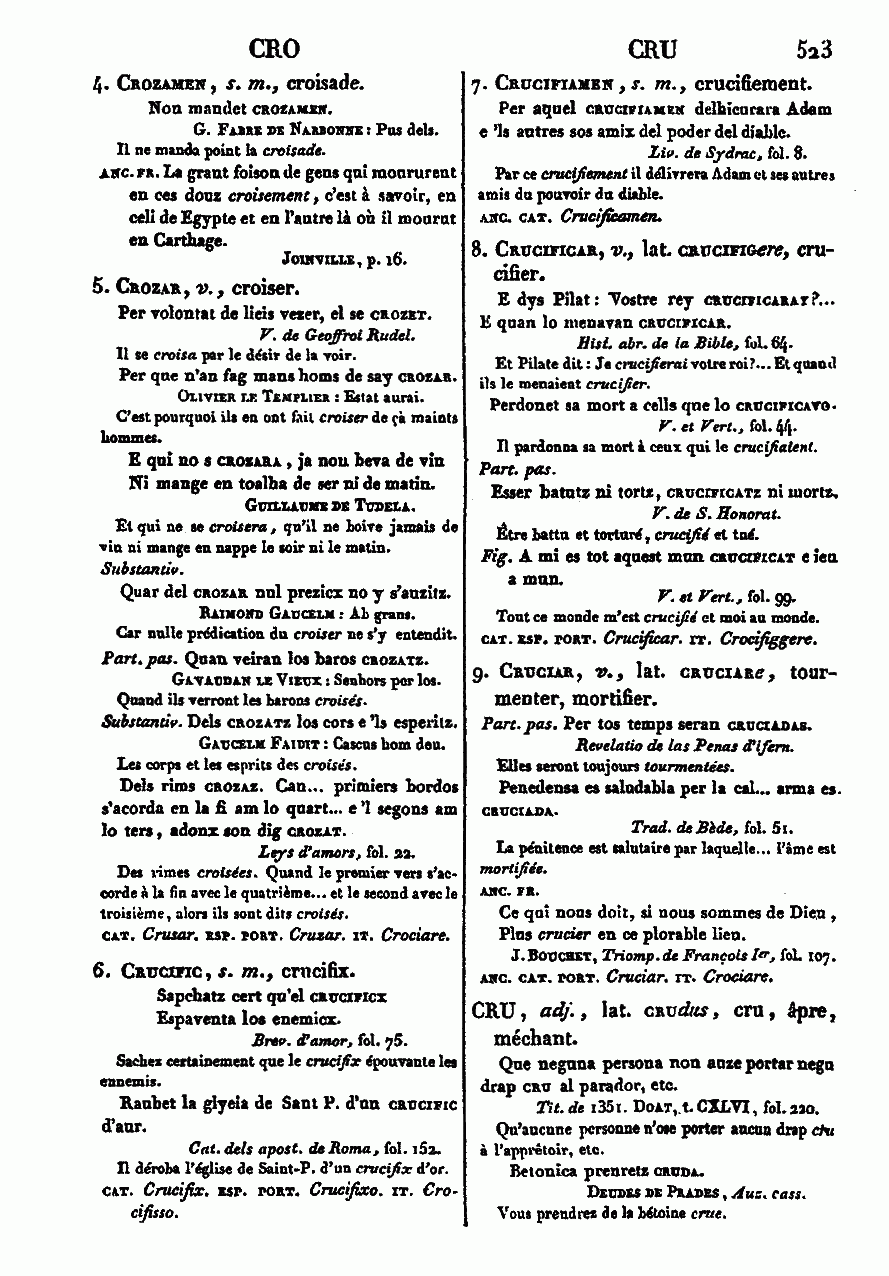 CRO
CRU 523
4. Crozamen, s. m., croisade.
Non mandet crozamen.
G. Fabre de Narbonne : Pus dels.
Il ne manda point la croisade.
anc. fr. La grant foison de gens qui mourureut
en ces douz croisement, c'est à savoir, en
celi de Egypte et en l'autre là où il mourut
en Carthage.
Joinville, p. 16.
5. Crozar, v., croiser.
Per volontat de lieis vezer, el se crozet.
V. de Geoffroi Rudel.
Il se croisa par le désir de la voir.
Per que n'an fag mans homs de say crozar.
Olivier le Templier : Estat aurai.
C'est pourquoi ils en ont fait croiser de çà maints
hommes.
E qui no s crozara, ja non beva de vin
Ni mange en toalha de ser ni de matin.
Guillaume de Tudela.
Et qui ne se croisera, qu'il ne boive jamais de
vin ni mange en nappe le soir ni le matin.
Substantiv.
Quar del crozar nul prezicx no y s'auzitz.
Raimond Gaucelm : Ab grans.
Car nulle prédication du croiser ne s'y entendit.
Part. pas. Quan veiran los baros crozatz.
Gavaudan le Vieux : Senhors per los.
Quand ils verront les barons croisés.
Substantiv. Dels crozatz los cors e 'ls esperitz.
Gaucelm Faidit : Cascus hom deu.
Les corps et les esprits des croisés.
Dels rims crozaz. Can... primiers bordos
s'acorda en la fi am lo quart... e 'l segons am
lo ters, adonx son dig crozat.
Leys d'amors, fol. 22.
Des rimes croisées. Quand le premier vers s'ac-
corde à la fin avec le quatrième... et le second avec le
troisième, alors ils sont dits croisés.
cat. Crusar. esp. port. Cruzar. it. Crociare.
6. Crucific, s. m., crucifix.
Sapchatz cert qu'el crucificx
Espaventa los enemicx.
Brev. d'amor, fol. 75.
Sachez certainement que le crucifix épouvante les
ennemis.
Raubet la glyeia de Sant P. d'un crucific
d'aur.
Cat. dels apost. de Roma, fol. 152.
Il déroba l'église de Saint-P. d'un crucifix d'or.
cat. Crucifix. esp. port. Crucifixo. it. Cro-
cifisso.
7. Crucifiamen, s. m., crucifiement.
Per aquel crucifiamen delhieurara Adam
e 'ls autres sos amix del poder del diable.
Liv. de Sydrac, fol. 8.
Par ce crucifiement il délivrera Adam et ses autres
amis du pouvoir du diable.
anc. cat. Crucificamen.
8. Crucificar, v., lat. crucifigere, cru-
cifier.
E dys Pilat : Vostre rey crucificarai ?...
E quan lo menavan crucificar.
Hist. abr. de la Bible, fol. 64.
Et Pilate dit : Je crucifierai votre roi ?... Et quand
ils le menaient crucifier.
Perdonet sa mort a cells que lo crucificavo.
V. et Vert., fol. 44.
Il pardonna sa mort à ceux qui le crucifiaient.
Part. pas.
Esser batutz ni tortz, crucificatz ni mortz.
V. de S. Honorat.
Être battu et torturé, crucifié et tué.
Fig. A mi es tot aquest mun crucificat e ieu
a mun.
V. et Vert., fol. 99.
Tout ce monde m'est crucifié et moi au monde.
cat. esp. port. Crucificar. it. Crocifiggere.
9. Cruciar, v., lat. cruciare, tour-
menter, mortifier.
Part. pas. Per tos temps seran cruciadas.
Revelatio de las Penas d'ifern.
Elles seront toujours tourmentées.
Penedensa es saludabla per la cal... arma es.
cruciada.
Trad. de Bède, fol. 51.
La pénitence est salutaire par laquelle... l'âme est
mortifiée.
anc. fr.
Ce qui nous doit, si nous sommes de Dieu,
Plus crucier en ce plorable lieu.
J. Bouchet, Triomp. de François Ier, fol. 107.
anc. cat. port. Cruciar. it. Crociare.
CRU, adj., lat. crudus, cru, âpre,
méchant.
Que neguna persona non auze portar negu
drap cru al parador, etc.
Tit. de 1351. Doat, t. CXLVI, fol. 220.
Qu'aucune personne n'ose porter aucun drap cru
à l'apprêtoir, etc.
Betonica prenretz cruda.
Deudes de Prades, Auz. cass.
Vous prendrez de la bétoine crue.